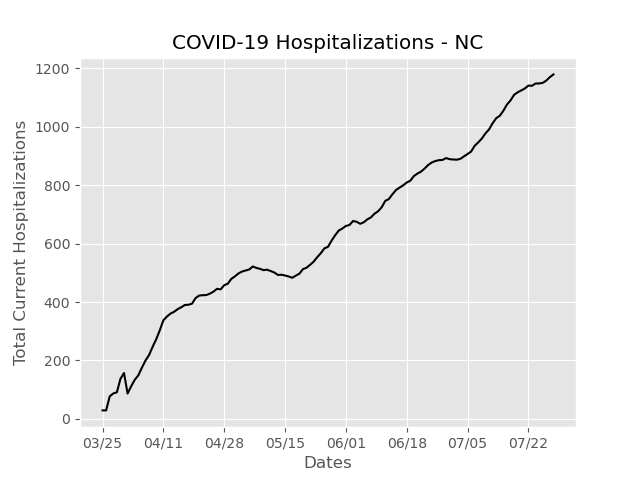 COVID-19 Hospitalizations - NC
1200
1000
800
600
400
200
0
Total Current Hospitalizations
03/25 04/11 04/28 05/15 06/01 06/18 07/05 07/22
Dates